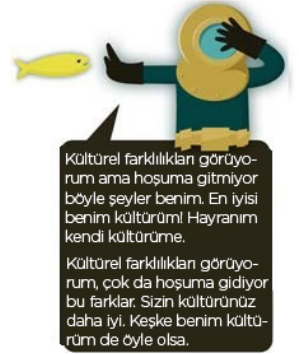 Kültürel farklılıkları görüyo-
rum ama hoşuma gitmiyor
böyle şeyler benim. En iyisi
benim kültürüm! Hayranım
kendi kültürüme.
Kültürel farklılıkları görüyo-
rum, çok da hoşuma gidiyor
bu farklar. Sizin kültürünüz
daha iyi. Keşke benim kültü-
rüm de öyle olsa.